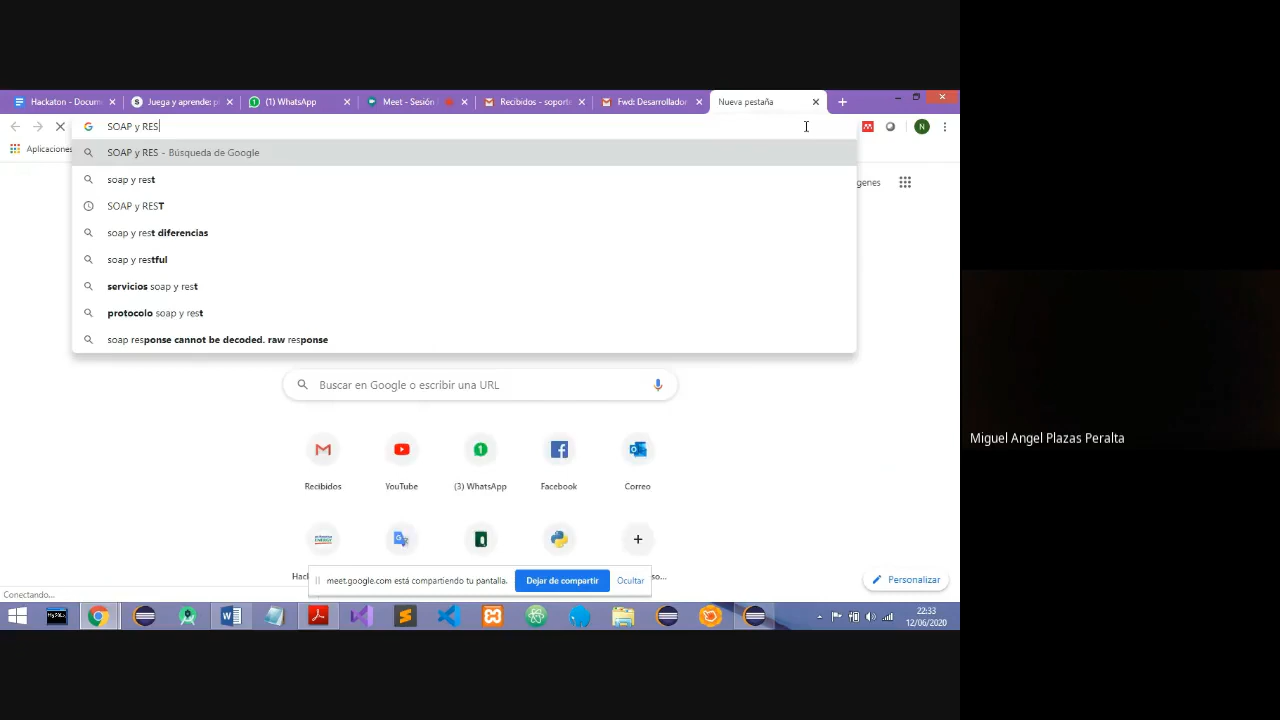 Hackaton - Docum
Juega y aprende: p
(1) WhatsApp
Meet - Sesión
Recibidos - soport
Fwd: Desarrollador
Nueva pestaña
SOAP y RES
N
Aplicaciones
SOAP y RES - Búsqueda de Google
soap y rest
genes
SOAP y REST
soap y rest diferencias
soap y restful
servicios soap y rest
protocolo soap y rest
soap response cannot be decoded. raw response
Buscar en Google o escribir una URL
Recibidos
YouTube
(3) WhatsApp
Facebook
Correo
Miguel Angel Plazas Peralta
Hac
so...
meet.google.com está compartiendo tu pantalla.
Dejar de compartir
Ocultar
Personalizar
Conectando...
22:33
12/06/2020